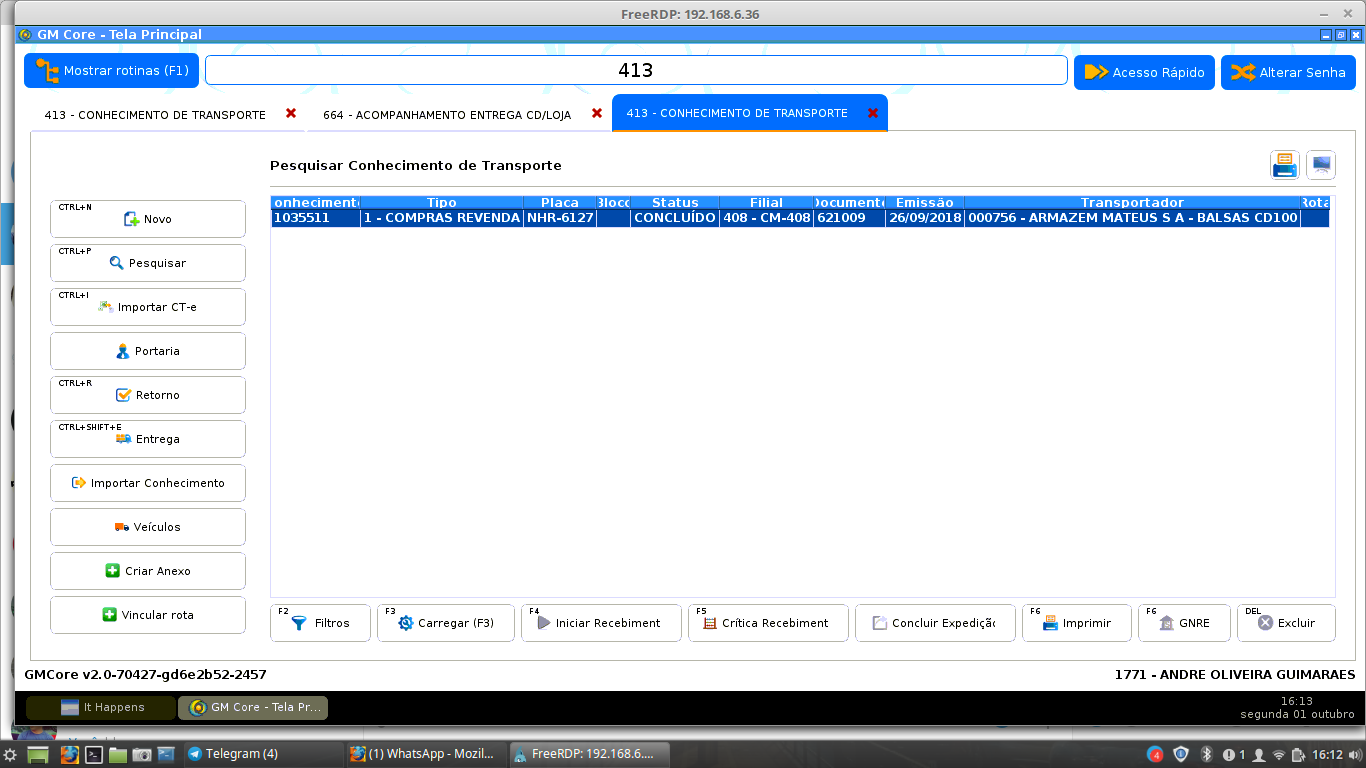 FreeRDP: 192.168.6.36
GM Core - Tela Principal
Mostrar rotinas (F1)
413
Acesso Rápido
Alterar Senha
413 - CONHECIMENTO DE TRANSPORTE
664 - ACOMPANHAMENTO ENTREGA CD/LOJA
413 - CONHECIMENTO DE TRANSPORTE
Pesquisar Conhecimento de Transporte
CTRL+N
Novo
CTRL+P
Pesquisar
CTRL+I
Importar CT-e
Portaria
CTRL+R
Retorno
CTRL+SHIFT+E
Entrega
Importar Conhecimento
Veículos
Criar Anexo
Vincular rota
onheciment Tipo Placa Bloco Status Filial Document Emissão Transportador Rota
1035511 1 - COMPRAS REVENDA NHR-6127 CONCLUÍDO 408 - CM-408 621009 26/09/2018 000756 - ARMAZEM MATEUS S A - BALSAS CD100
F2 Filtros
F3 Carregar (F3)
F4 Iniciar Recebiment
F5 Crítica Recebiment
Concluir Expediçã
F6 Imprimir
F6 GNRE
DEL Excluir
GMCore v2.0-70427-gd6e2b52-2457
1771 - ANDRE OLIVEIRA GUIMARAES
It Happens
GM Core - Tela Pr...
16:13
segunda 01 outubro
Telegram (4)
(1) WhatsApp - Mozil...
FreeRDP: 192.168.6....
4
1
16:12